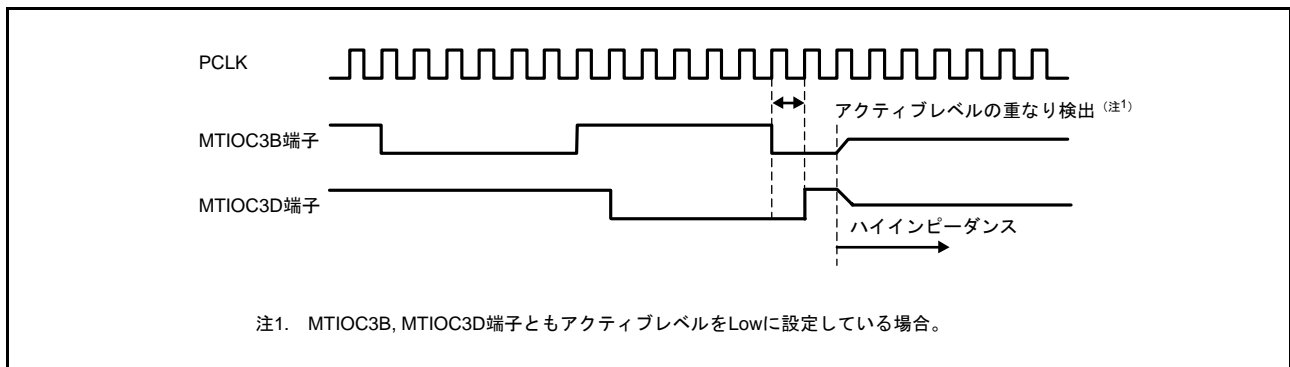 PCLK
アクティブレベルの重なり検出（注1）
MTIOC3B端子
MTIOC3D端子
ハイインピーダンス
注1. MTIOC3B, MTIOC3D端子ともアクティブレベルをLowに設定している場合。